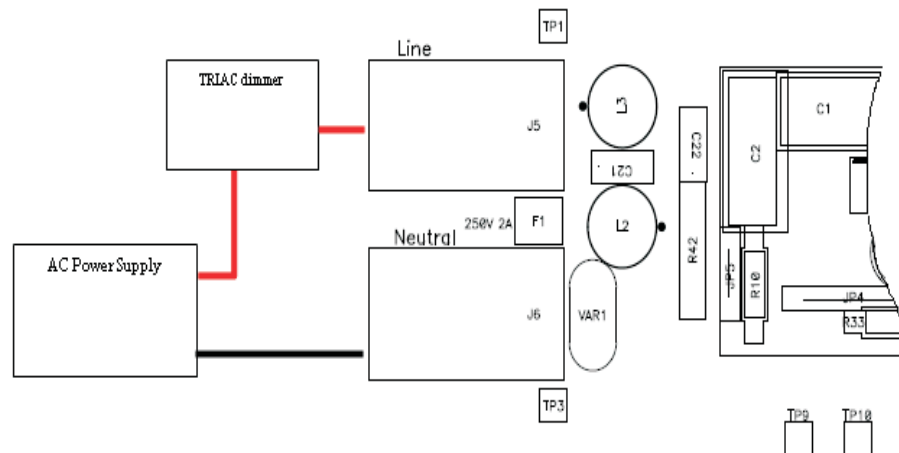 TP1
Line
TRIAC dimmer
J5
L3
C21
C22
C2
C1
250V 2A
F1
L2
Neutral
R42
AC Power Supply
JP5
R10
JP4
J6
VAR1
R33
TP3
TP9
TP10